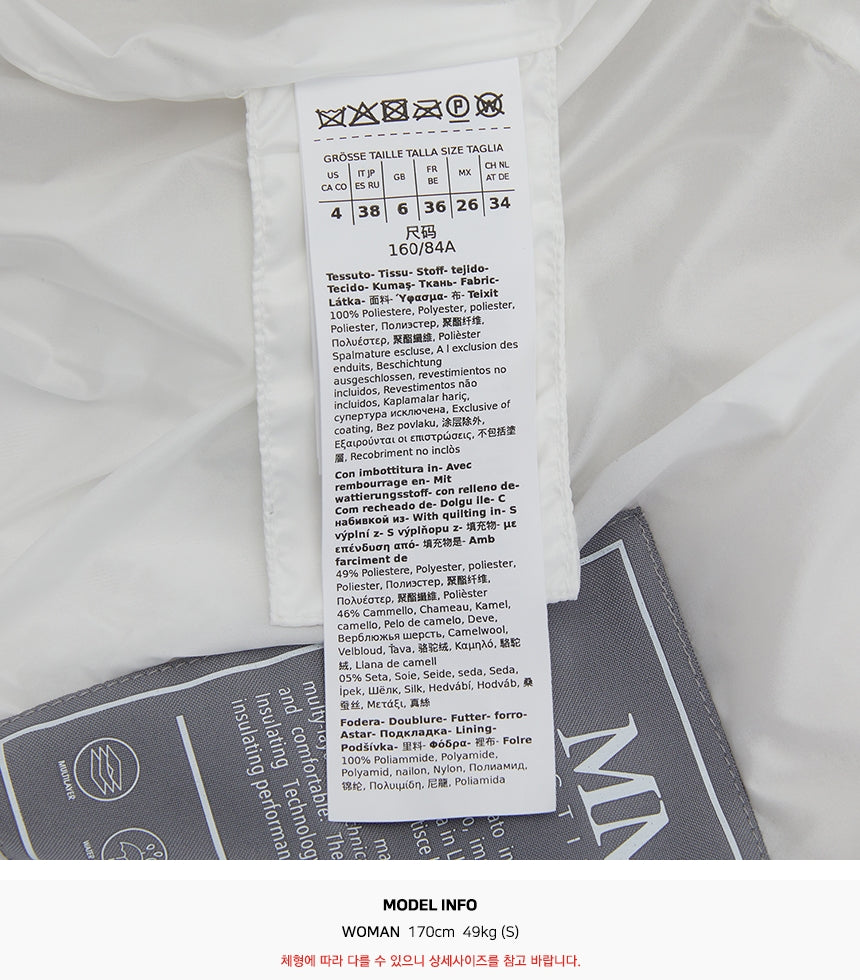 GRÖSSE TAILLE TALLA SIZE TAGLIA
US IT JP GB FR MX CH NL
CA CO ES RU BE AT DE
4 38 6 36 26 34
尺码
160/84A
Tessuto- Tissu- Stoff- tejido-
Tecido- Kumaş- Ткань- Fabric-
Látka- 面料- Ύφασμα- 布- Teixit
100% Poliestere, Polyester, poliester,
Poliester, Полиэстер, 聚酯纤维,
Πολυέστερ, 聚酯纖維, Polièster
Spalmature escluse, A l exclusion des
enduits, Beschichtung
ausgeschlossen, revestimientos no
incluidos, Revestimentos não
incluidos, Kaplamalar hariç,
супертура исключена, Exclusive of
coating, Bez povlaku, 涂层除外,
Εξαιρούνται οι επιστρώσεις, 不包括塗
層, Recobriment no inclòs
Con imbottitura in- Avec
rembourrage en- Mit
wattierungsstoff- con relleno de-
Com recheado de- Dolgu ile- С
набивкой из- With quilting in- S
výplní z- S výplňopu z- 填充物- με
επένδυση από- 填充物是- Amb
farciment de
49% Poliestere, Polyester, poliester,
Poliester, Полиэстер, 聚酯纤维,
Πολυέστερ, 聚酯纖維, Polièster
46% Cammello, Chameau, Kamel,
camello, Pelo de camelo, Deve,
Верблюжья шерсть, Camelwool,
Velbloud, Ťava, 骆驼绒, Καμηλό, 駱駝
絨, Llana de camell
05% Seta, Soie, Seide, seda, Seda,
İpek, Шёлк, Silk, Hedvábí, Hodváb, 桑
蚕丝, Μετάξι, 真絲
Fodera- Doublure- Futter- forro-
Astar- Подкладка- Lining-
Podšívka- 里料- Φόδρα- 裡布- Folre
100% Poliammide, Polyamide,
Polyamid, nailon, Nylon, Полиамид,
锦纶, Πολυμίδη, 尼龍, Poliamida
MULTILAYER
WATER
and comfortable.
Insulating Technolog
insulating performan
MODEL INFO
WOMAN 170cm 49kg (S)
체형에 따라 다를 수 있으니 상세사이즈를 참고 바랍니다.